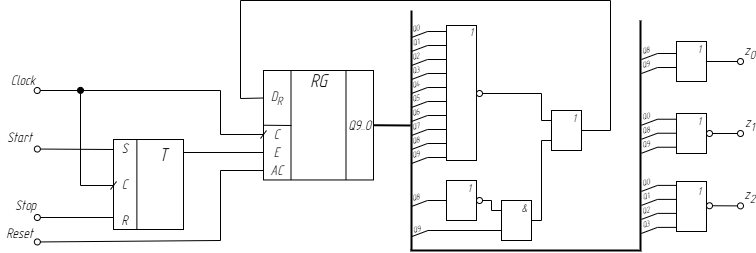 Clock
Start
Stop
Reset
S
C
R
T
D_R
C
E
AC
RG
Q9..0
Q0
Q1
Q2
Q3
Q4
Q5
Q6
Q7
Q8
Q9
1
Q8
1
Q9
&
1
Q8
Q9
1
z0
Q0
Q8
Q9
1
z1
Q0
Q1
Q2
Q3
1
z2